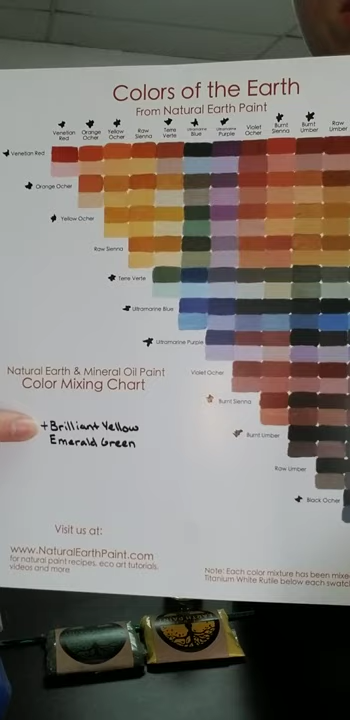 Colors of the Earth
From Natural Earth Paint
Venetian Red
Orange Ocher
Yellow Ocher
Raw Sienna
Terre Verte
Ultramarine Blue
Ultramarine Purple
Violet Ocher
Burnt Sienna
Burnt Umber
Raw Umber
Venetian Red
Orange Ocher
Yellow Ocher
Raw Sienna
Terre Verte
Ultramarine Blue
Ultramarine Purple
Violet Ocher
Burnt Sienna
Burnt Umber
Raw Umber
Black Ocher
Natural Earth & Mineral Oil Paint
Color Mixing Chart
+Brilliant Yellow
Emerald Green
Visit us at:
www.NaturalEarthPaint.com
for natural paint recipes, eco art tutorials,
videos and more
Note: Each color mixture has been mixe
Titanium White Rutile below each swatc